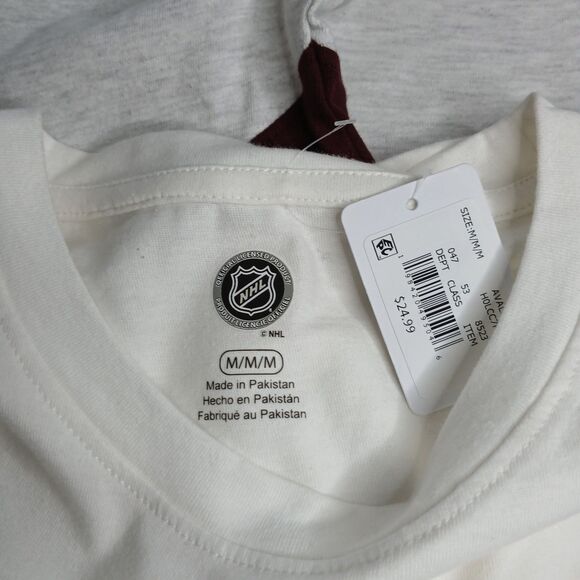 OFFICIAL LICENSED PRODUCT
NHL
PRODUIT LICENCIÉ OFFICIEL
© NHL
M/M/M
Made in Pakistan
Hecho en Pakistán
Fabriqué au Pakistan
SIZE:M/M/M
047 53 8523
DEPT CLASS ITEM
$24.99